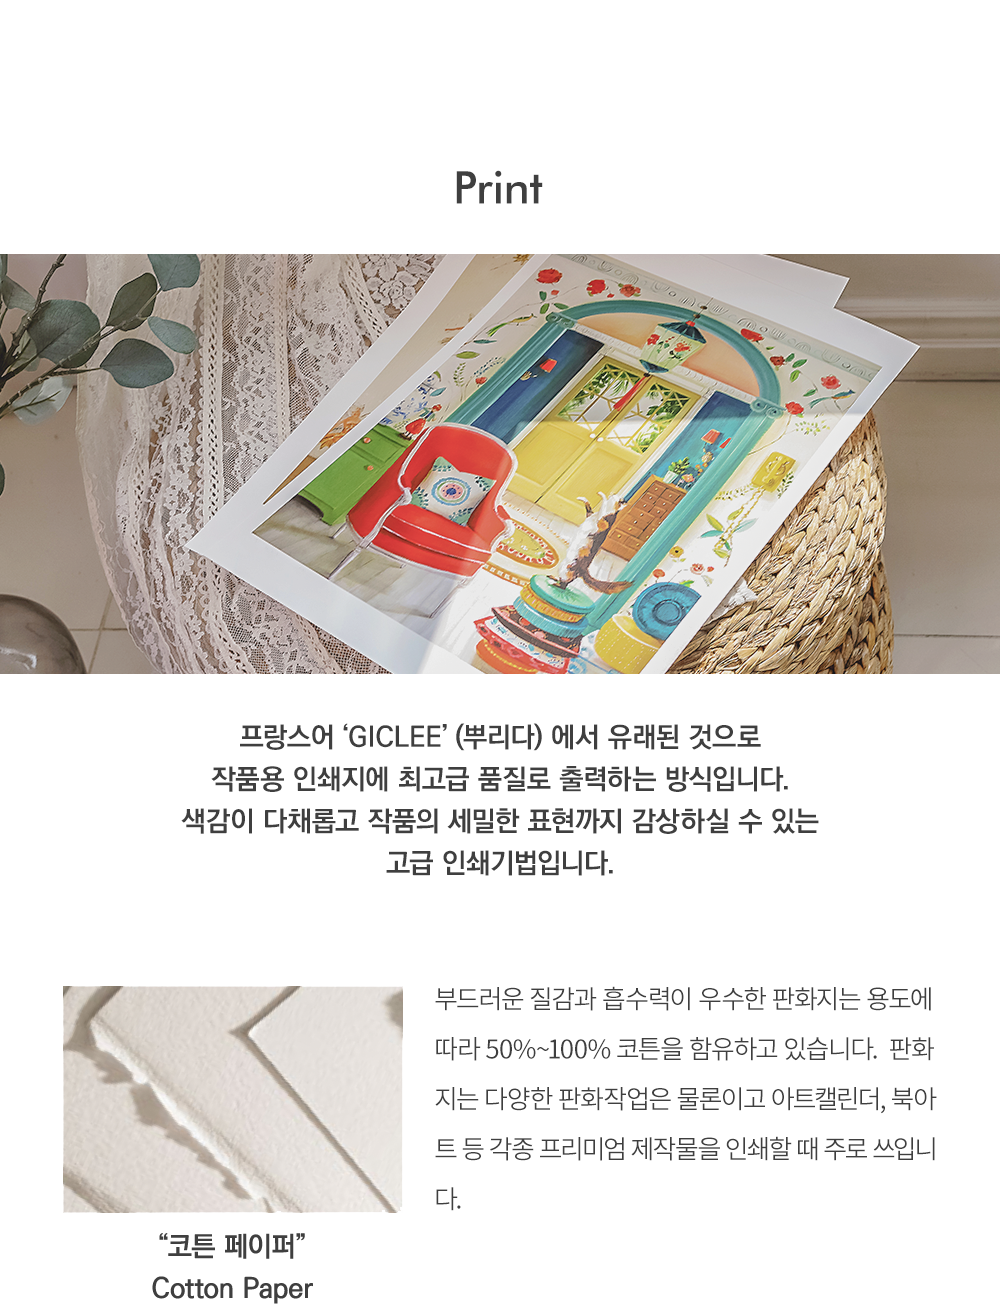 Print
프랑스어 ‘GICLEE’ (뿌리다) 에서 유래된 것으로
작품용 인쇄지에 최고급 품질로 출력하는 방식입니다.
색감이 다채롭고 작품의 세밀한 표현까지 감상하실 수 있는
고급 인쇄기법입니다.
부드러운 질감과 흡수력이 우수한 판화지는 용도에
따라 50%~100% 코튼을 함유하고 있습니다. 판화
지는 다양한 판화작업은 물론이고 아트캘린더, 북아
트 등 각종 프리미엄 제작물을 인쇄할 때 주로 쓰입니
다.
“코튼 페이퍼”
Cotton Paper